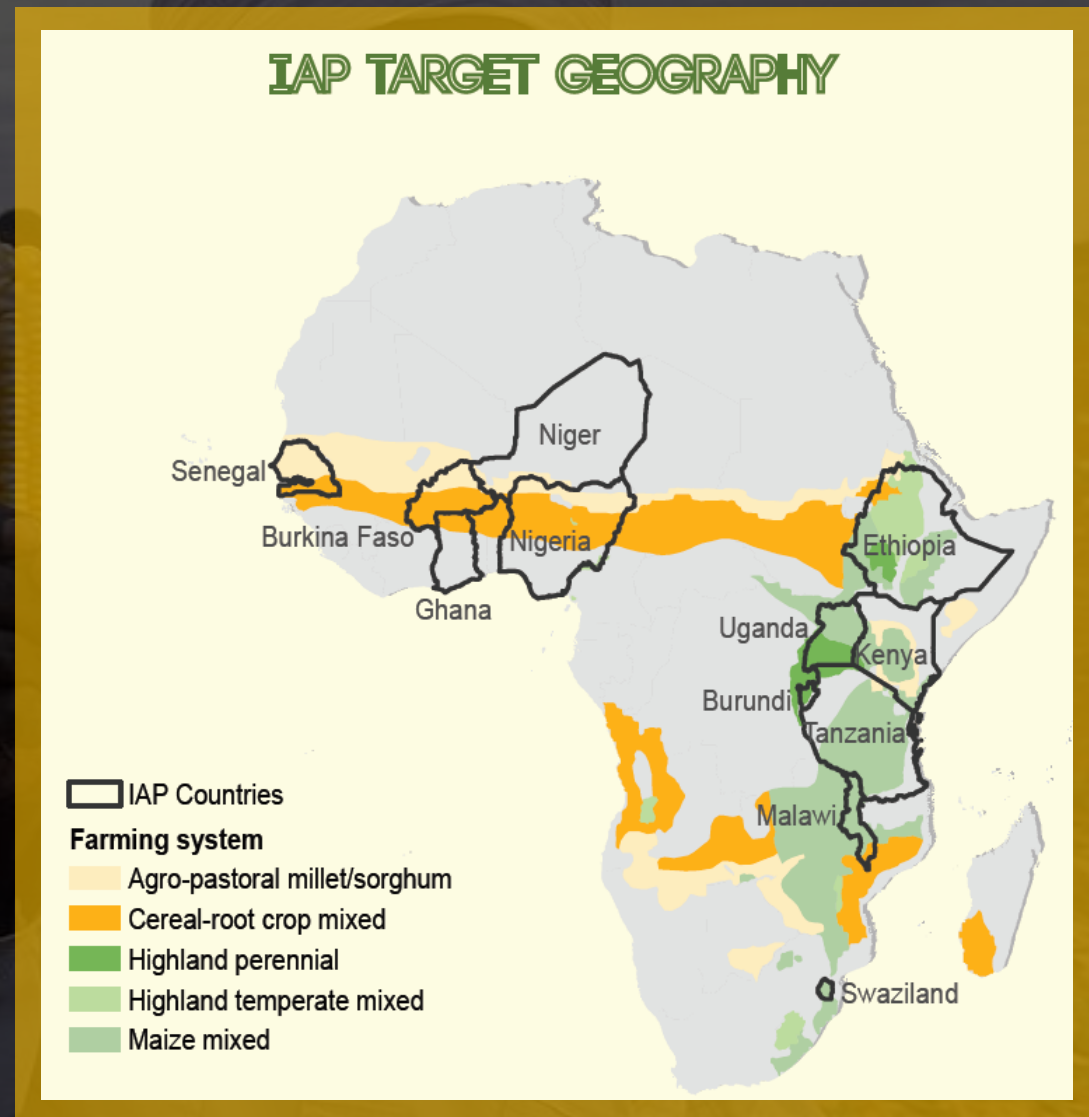 IAP TARGET GEOGRAPHY
Niger
Senegal
Burkina Faso
Nigeria
Ethiopia
Ghana
Uganda
Kenya
Burundi
Tanzania
Malawi
Swaziland
IAP Countries
Farming system
Agro-pastoral millet/sorghum
Cereal-root crop mixed
Highland perennial
Highland temperate mixed
Maize mixed